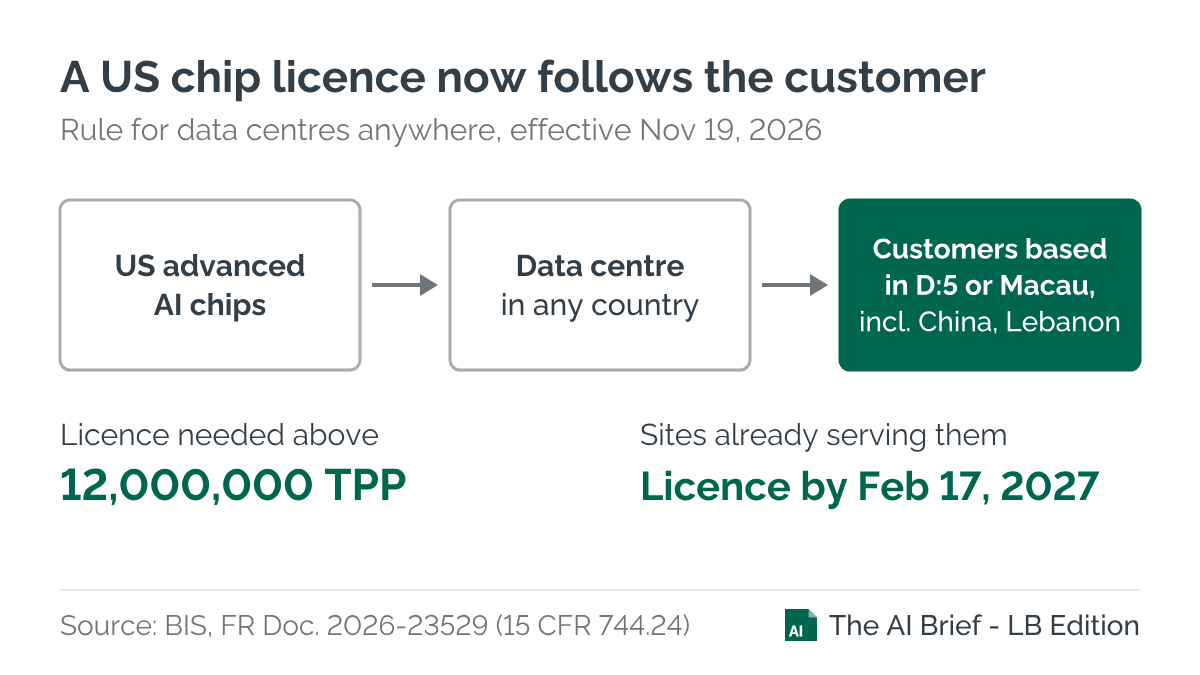 A US chip licence now follows the customer
Rule for data centres anywhere, effective Nov 19, 2026
US advanced
AI chips
Data centre
in any country
Customers based
in D:5 or Macau,
incl. China, Lebanon
Licence needed above
12,000,000 TPP
Sites already serving them
Licence by Feb 17, 2027
Source: BIS, FR Doc. 2026-23529 (15 CFR 744.24)
AI
The AI Brief - LB Edition